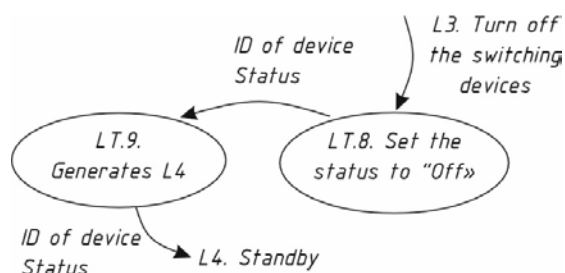 L3. Turn off
the switching
devices
ID of device
Status
LT.8. Set the
status to “Off»
LT.9.
Generates L4
ID of device
Status
L4. Standby